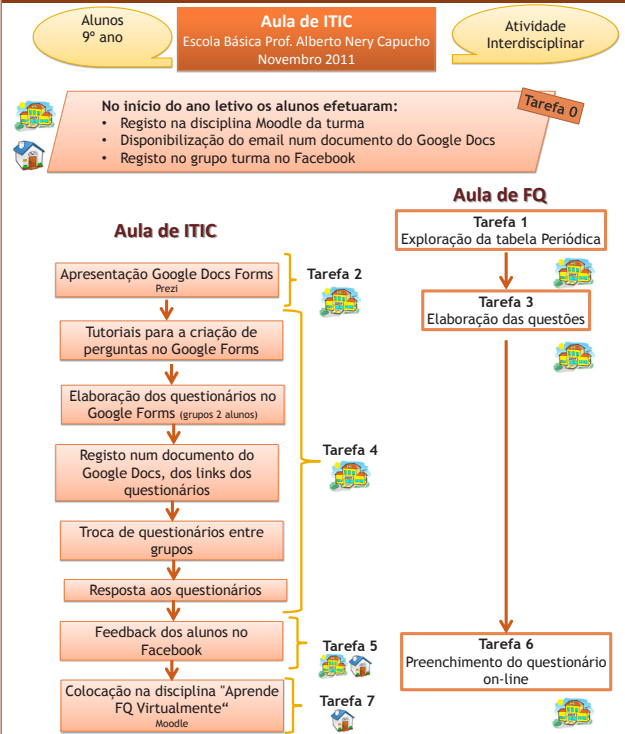 Alunos
9º ano
Aula de ITIC
Escola Básica Prof. Alberto Nery Capucho
Novembro 2011
Atividade
Interdisciplinar
Tarefa 0
No início do ano letivo os alunos efetuaram:
• Registo na disciplina Moodle da turma
• Disponibilização do email num documento do Google Docs
• Registo no grupo turma no Facebook
Aula de ITIC
Apresentação Google Docs Forms
Prezi
Tarefa 2
Tutoriais para a criação de
perguntas no Google Forms
Elaboração dos questionários no
Google Forms (grupos 2 alunos)
Registo num documento do
Google Docs, dos links dos
questionários
Troca de questionários entre
grupos
Resposta aos questionários
Tarefa 4
Feedback dos alunos no
Facebook
Tarefa 5
Colocação na disciplina "Aprende
FQ Virtualmente“
Moodle
Tarefa 7
Aula de FQ
Tarefa 1
Exploração da tabela Periódica
Tarefa 3
Elaboração das questões
Tarefa 6
Preenchimento do questionário
on-line